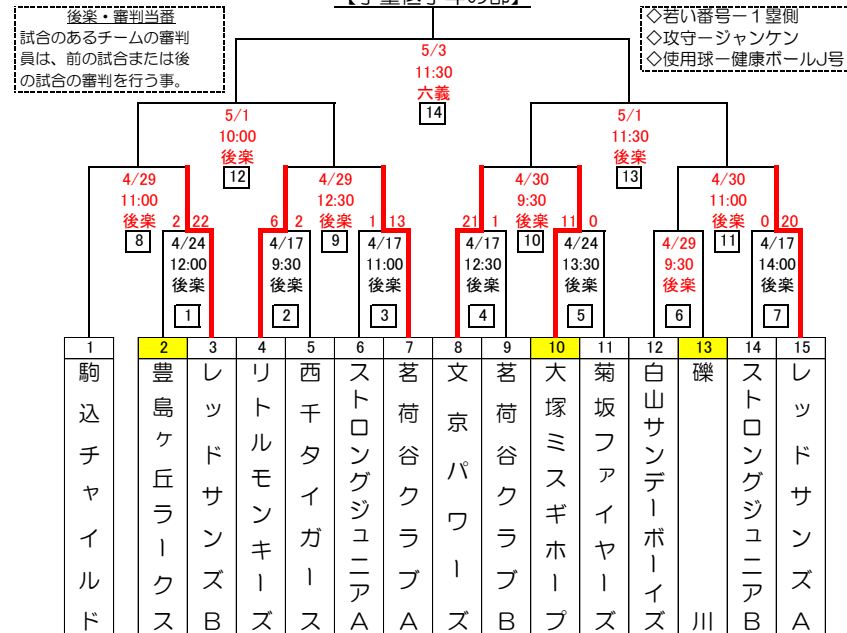 【学童低学年の部】
後楽・審判当番
試合のあるチームの審判
員は、前の試合または後
の試合の審判を行う事。
◇若い番号－1塁側
◇攻守－ジャンケン
◇使用球－健康ボールJ号
5/3
11:30
六義
14
5/1
10:00
後楽
12
5/1
11:30
後楽
13
4/29
11:00
後楽
8
4/29
12:30
後楽
9
4/30
9:30
後楽
10
4/30
11:00
後楽
11
2 22
4/24
12:00
後楽
1
6 2
4/17
9:30
後楽
2
1 13
4/17
11:00
後楽
3
21 1
4/17
12:30
後楽
4
11 0
4/24
13:30
後楽
5
4/29
9:30
後楽
6
0 20
4/17
14:00
後楽
7
1 2 3 4 5 6 7 8 9 10 11 12 13 14 15
駒込チャイルド
豊島ヶ丘ラークス
レッドサンズB
リトルモンキーズ
西千タイガース
ストロングジュニアA
茗荷谷クラブA
文京パワーズ
茗荷谷クラブB
大塚ミスギホープ
菊坂ファイヤーズ
白山サンデーボーイズ
礫川
ストロングジュニアB
レッドサンズA